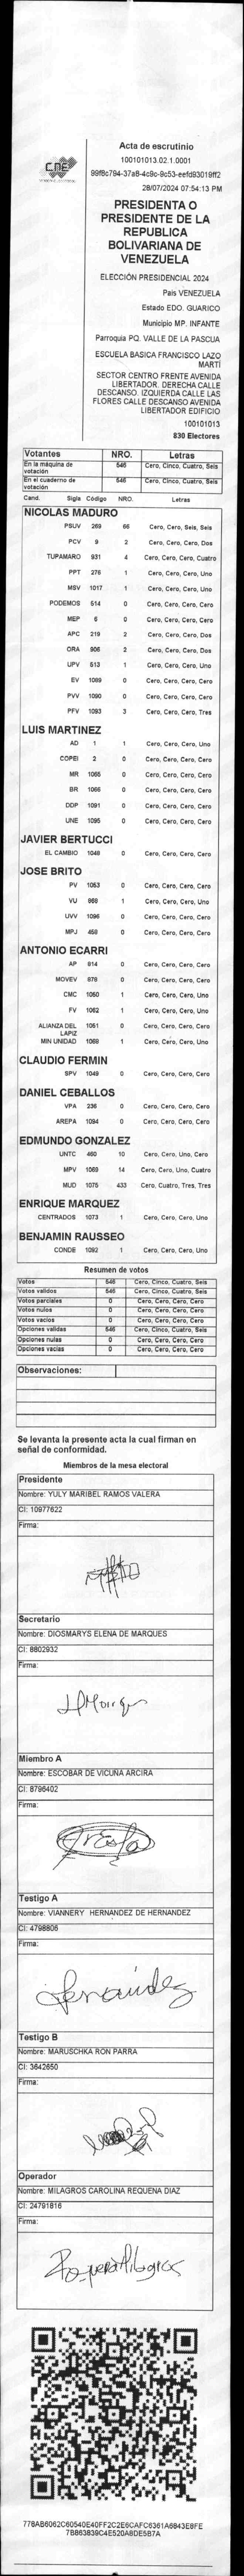 CNE
Acta de escrutinio
100101013.02.1.0001
99f8c794-37a8-4c9c-9c53-eefd93019ff2
28/07/2024 07:54:13 PM
PRESIDENTA O
PRESIDENTE DE LA
REPUBLICA
BOLIVARIANA DE
VENEZUELA
ELECCIÓN PRESIDENCIAL 2024
País VENEZUELA
Estado EDO. GUARICO
Municipio MP. INFANTE
Parroquia PQ. VALLE DE LA PASCUA
ESCUELA BASICA FRANCISCO LAZO
MARTÍ
SECTOR CENTRO FRENTE AVENIDA
LIBERTADOR. DERECHA CALLE
DESCANSO. IZQUIERDA CALLE LAS
FLORES CALLE DESCANSO AVENIDA
LIBERTADOR EDIFICIO
100101013
830 Electores
Votantes NRO. Letras
En la máquina de votación 546 Cero, Cinco, Cuatro, Seis
En el cuaderno de votación 546 Cero, Cinco, Cuatro, Seis
Cand. Sigla Código NRO. Letras
NICOLAS MADURO
PSUV 269 66 Cero, Cero, Seis, Seis
PCV 9 2 Cero, Cero, Cero, Dos
TUPAMARO 931 4 Cero, Cero, Cero, Cuatro
PPT 276 1 Cero, Cero, Cero, Uno
MSV 1017 1 Cero, Cero, Cero, Uno
PODEMOS 514 0 Cero, Cero, Cero, Cero
MEP 6 0 Cero, Cero, Cero, Cero
APC 219 2 Cero, Cero, Cero, Dos
ORA 906 2 Cero, Cero, Cero, Dos
UPV 513 1 Cero, Cero, Cero, Uno
EV 1089 0 Cero, Cero, Cero, Cero
PVV 1090 0 Cero, Cero, Cero, Cero
PFV 1093 3 Cero, Cero, Cero, Tres
LUIS MARTINEZ
AD 1 1 Cero, Cero, Cero, Uno
COPEI 2 0 Cero, Cero, Cero, Cero
MR 1065 0 Cero, Cero, Cero, Cero
BR 1066 0 Cero, Cero, Cero, Cero
DDP 1091 0 Cero, Cero, Cero, Cero
UNE 1095 0 Cero, Cero, Cero, Cero
JAVIER BERTUCCI
EL CAMBIO 1048 0 Cero, Cero, Cero, Cero
JOSE BRITO
PV 1053 0 Cero, Cero, Cero, Cero
VU 969 1 Cero, Cero, Cero, Uno
UVV 1096 0 Cero, Cero, Cero, Cero
MPJ 458 0 Cero, Cero, Cero, Cero
ANTONIO ECARRI
AP 914 0 Cero, Cero, Cero, Cero
MOVEV 979 0 Cero, Cero, Cero, Cero
CMC 1050 1 Cero, Cero, Cero, Uno
FV 1062 1 Cero, Cero, Cero, Uno
ALIANZA DEL LAPIZ 1051 0 Cero, Cero, Cero, Cero
MIN UNIDAD 1068 1 Cero, Cero, Cero, Uno
CLAUDIO FERMIN
SPV 1049 0 Cero, Cero, Cero, Cero
DANIEL CEBALLOS
VPA 236 0 Cero, Cero, Cero, Cero
AREPA 1094 0 Cero, Cero, Cero, Cero
EDMUNDO GONZALEZ
UNTC 460 10 Cero, Cero, Uno, Cero
MPV 1069 14 Cero, Cero, Uno, Cuatro
MUD 1075 433 Cero, Cuatro, Tres, Tres
ENRIQUE MARQUEZ
CENTRADOS 1073 1 Cero, Cero, Cero, Uno
BENJAMIN RAUSSEO
CONDE 1092 1 Cero, Cero, Cero, Uno
Resumen de votos
Votos 546 Cero, Cinco, Cuatro, Seis
Votos validos 546 Cero, Cinco, Cuatro, Seis
Votos parciales 0 Cero, Cero, Cero, Cero
Votos nulos 0 Cero, Cero, Cero, Cero
Votos vacíos 0 Cero, Cero, Cero, Cero
Opciones validas 546 Cero, Cinco, Cuatro, Seis
Opciones nulas 0 Cero, Cero, Cero, Cero
Opciones vacías 0 Cero, Cero, Cero, Cero
Observaciones:
Se levanta la presente acta la cual firman en
señal de conformidad.
Miembros de la mesa electoral
Presidente
Nombre: YULY MARIBEL RAMOS VALERA
CI: 10977622
Firma:
Secretario
Nombre: DIOSMARYS ELENA DE MARQUES
CI: 8802932
Firma:
Miembro A
Nombre: ESCOBAR DE VICUÑA ARCIRA
CI: 8796402
Firma:
Testigo A
Nombre: VIANNERY HERNANDEZ DE HERNANDEZ
CI: 4798806
Firma:
Testigo B
Nombre: MARUSCHKA RON PARRA
CI: 3642650
Firma:
Operador
Nombre: MILAGROS CAROLINA REQUENA DIAZ
CI: 24791816
Firma:
778AB6062C60540E40FF2C2E6CAFC6361A6843E8FE
7B863839C4E520A8DE5B7A